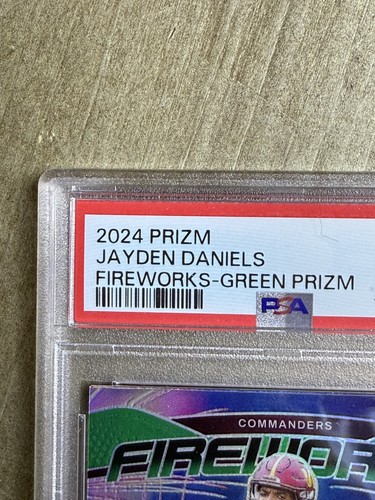 2024 PRIZM
JAYDEN DANIELS
FIREWORKS-GREEN PRIZM
PSA
COMMANDERS